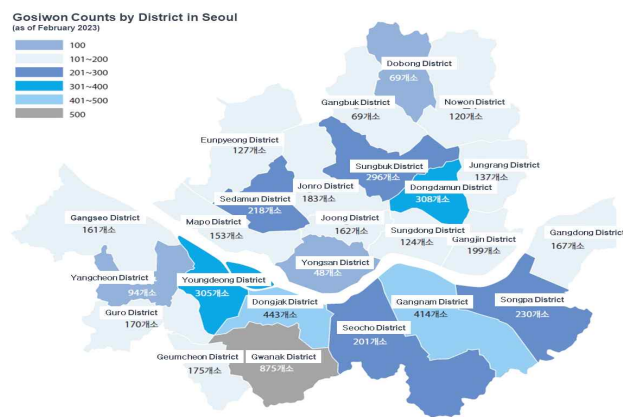 Gosiwon Counts by District in Seoul
(as of February 2023)
100
101~200
201~300
301~400
401~500
500
Dobong District
69개소
Gangbuk District
69개소
Nowon District
120개소
Eunpyeong District
127개소
Sungbuk District
296개소
Jungrang District
137개소
Jonro District
183개소
Dongdamun District
308개소
Sedamun District
218개소
Gangseo District
161개소
Mapo District
153개소
Joong District
162개소
Sungdong District
124개소
Gangjin District
199개소
Gangdong District
167개소
Yongsan District
48개소
Yangcheon District
94개소
Youngdeong District
305개소
Dongjak District
443개소
Gangnam District
414개소
Songpa District
230개소
Guro District
170개소
Seocho District
201개소
Geumcheon District
175개소
Gwanak District
875개소